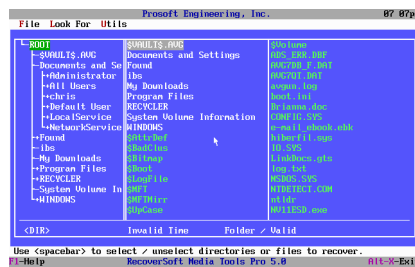 Prosoft Engineering, Inc. 07 07p
File Look For Utils
ROOT
$VAULT$.AVG
Documents and Se
Administrator
All Users
chris
Default User
LocalService
NetworkService
Found
ibs
My Downloads
Program Files
RECYCLER
System Volume In
WINDOWS
$VAULT$.AVG
Documents and Settings
Found
ibs
My Downloads
Program Files
RECYCLER
System Volume Information
WINDOWS
$AttrDef
$BadClus
$Bitmap
$Boot
$LogFile
$MFT
$MFTMirr
$UpCase
$Volume
ADS_ERR.DBF
AVG7DB_F.DAT
AVG7QT.DAT
avgun.log
boot.ini
Brianna.doc
CONFIG.SYS
e-mail_ebook.ebk
hiberfil.sys
IO.SYS
LinkDocs.gts
log.txt
MSDOS.SYS
NTDETECT.COM
ntldr
NV11ESD.exe
<DIR> Invalid Time Folder / Valid
Use <spacebar> to select / unselect directories or files to recover.
F1-Help RecoverSoft Media Tools Pro 5.0 Alt-X-Exi